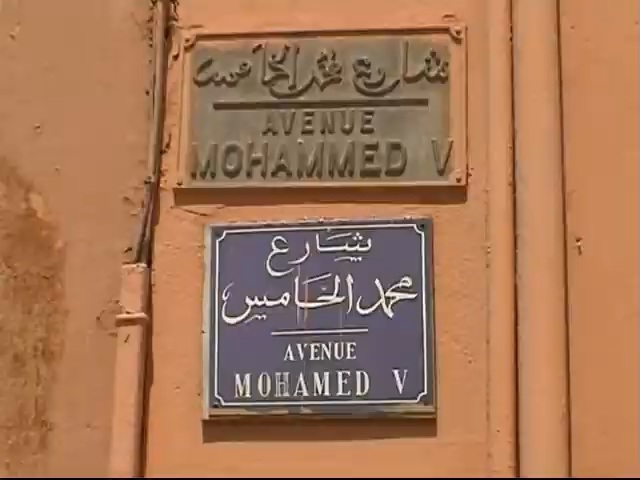 شارع محمد الخامس
AVENUE
MOHAMMED V
شارع
محمد الخامس
AVENUE
MOHAMED V